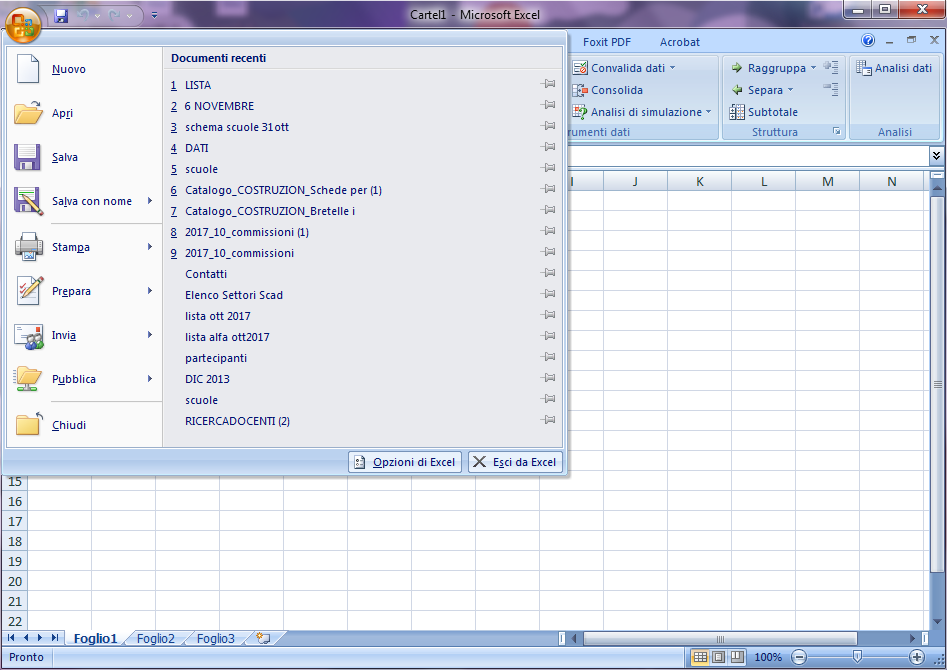 Cartel1 - Microsoft Excel
Foxit PDF
Acrobat
Nuovo
Apri
Salva
Salva con nome
Stampa
Prepara
Invia
Pubblica
Chiudi
Documenti recenti
1 LISTA
2 6 NOVEMBRE
3 schema scuole 31ott
4 DATI
5 scuole
6 Catalogo_COSTRUZION_Schede per (1)
7 Catalogo_COSTRUZION_Bretelle i
8 2017_10_commissioni (1)
9 2017_10_commissioni
Contatti
Elenco Settori Scad
lista ott 2017
lista alfa ott2017
partecipanti
DIC 2013
scuole
RICERCADOCENTI (2)
Opzioni di Excel
Esci da Excel
Convalida dati
Consolida
Analisi di simulazione
rumenti dati
Raggruppa
Separa
Subtotale
Struttura
Analisi dati
Analisi
I J K L M N
15
16
17
18
19
20
21
22
Foglio1 Foglio2 Foglio3
Pronto
100%